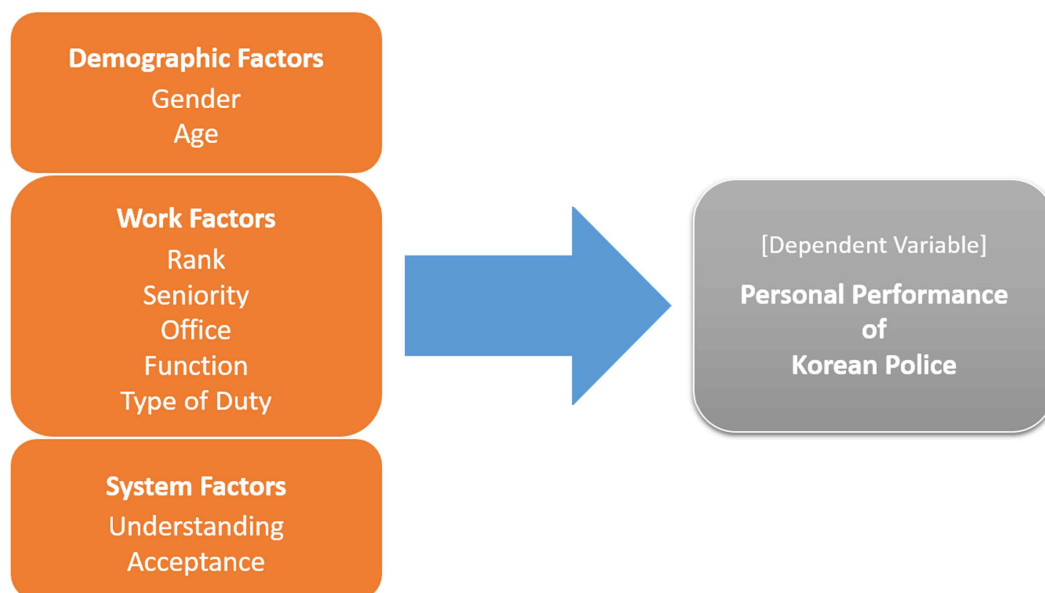 Demographic Factors
Gender
Age
Work Factors
Rank
Seniority
Office
Function
Type of Duty
System Factors
Understanding
Acceptance
[Dependent Variable]
Personal Performance
of
Korean Police